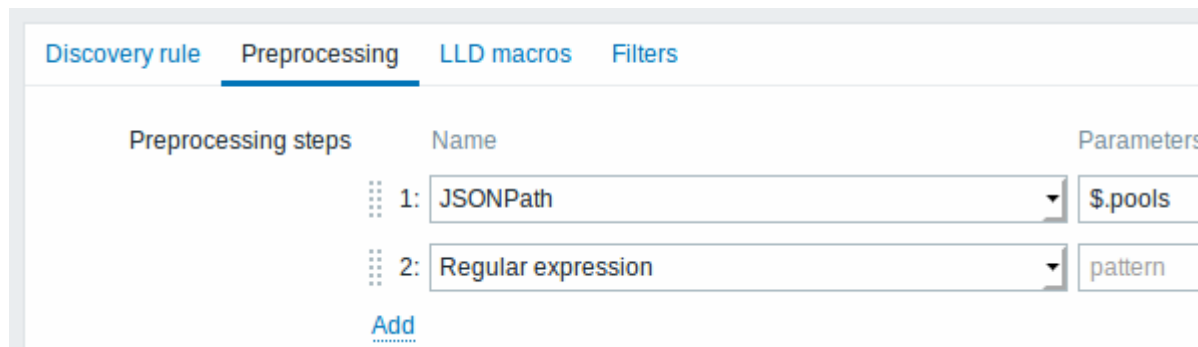 Discovery rule Preprocessing LLD macros Filters
Preprocessing steps Name Parameters
1: JSONPath $.pools
2: Regular expression pattern
Add